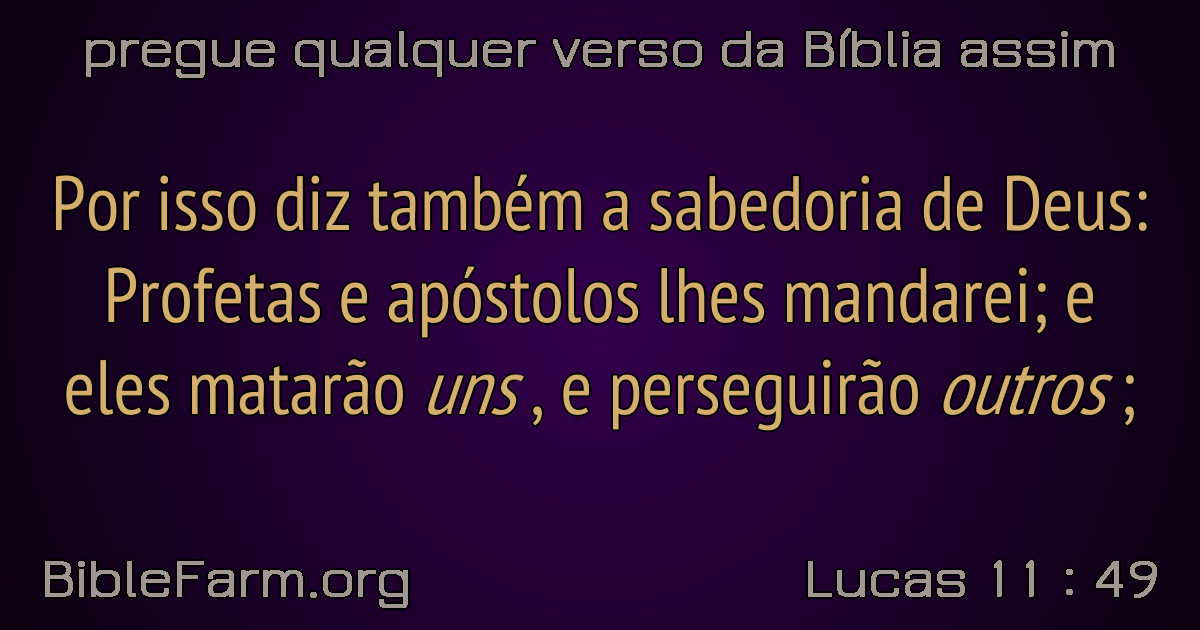 pregue qualquer verso da Bíblia assim
Por isso diz também a sabedoria de Deus:
Profetas e apóstolos lhes mandarei; e
eles matarão uns , e perseguirão outros ;
BibleFarm.org
Lucas 11 : 49